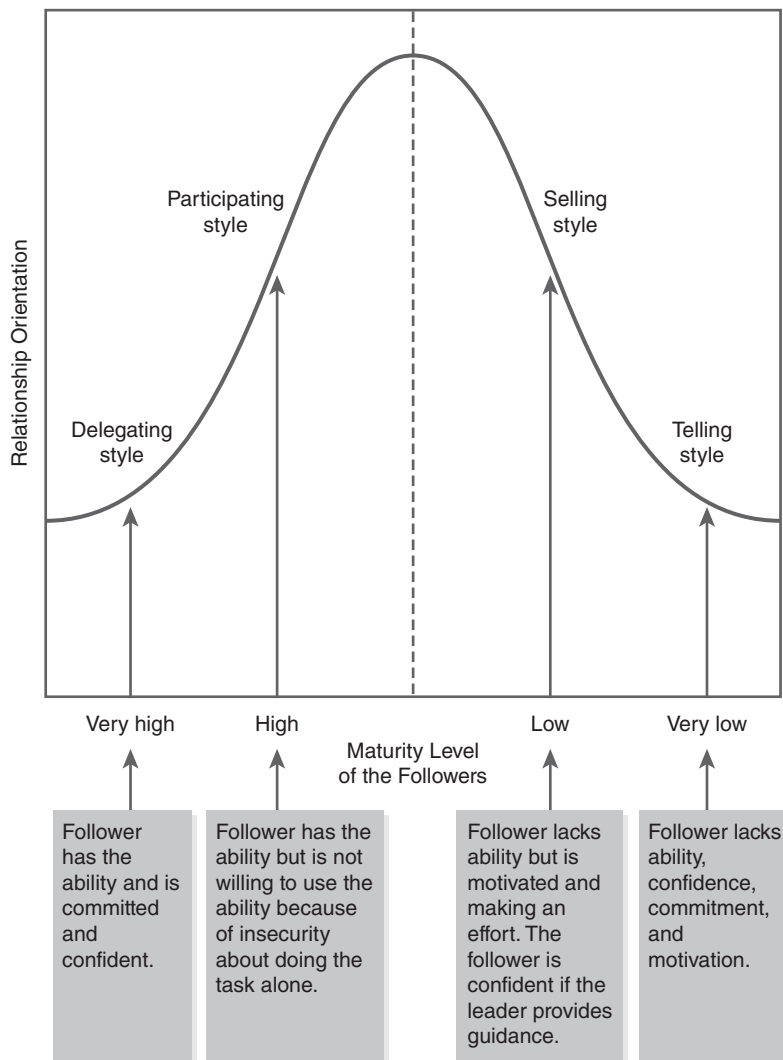 Relationship Orientation
Participating
style
Selling
style
Delegating
style
Telling
style
Very high
High
Low
Very low
Maturity Level
of the Followers
Follower
has the
ability and is
committed
and
confident.
Follower has the
ability but is not
willing to use the
ability because
of insecurity
about doing the
task alone.
Follower lacks
ability but is
motivated and
making an
effort. The
follower is
confident if the
leader provides
guidance.
Follower lacks
ability,
confidence,
commitment,
and
motivation.